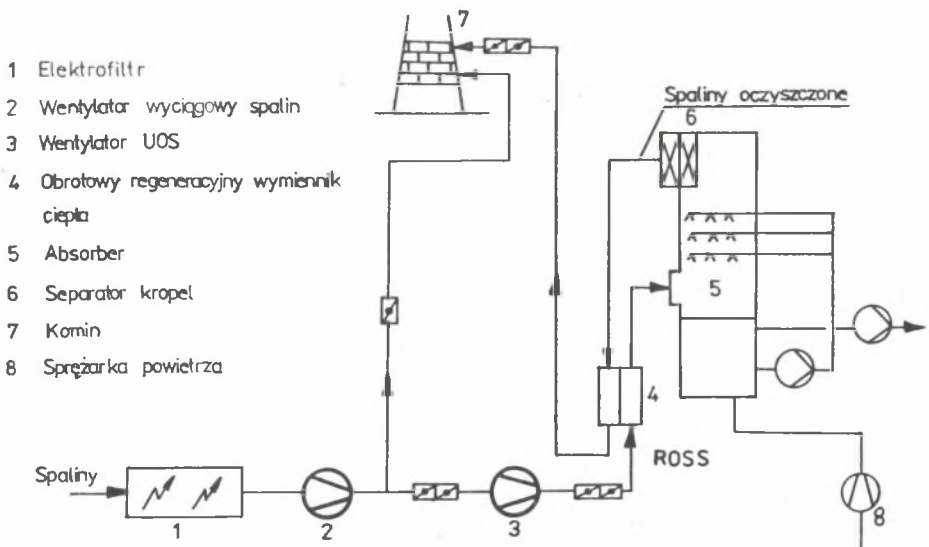 1 Elektrofiltr
2 Wentylator wyciągowy spalin
3 Wentylator UOS
4 Obrotowy regeneracyjny wymiennik
ciepła
5 Absorber
6 Separator kropel
7 Komin
8 Sprężarka powietrza
7
Spaliny oczyszczone
6
5
4
ROSS
Spaliny
1
2
3
8